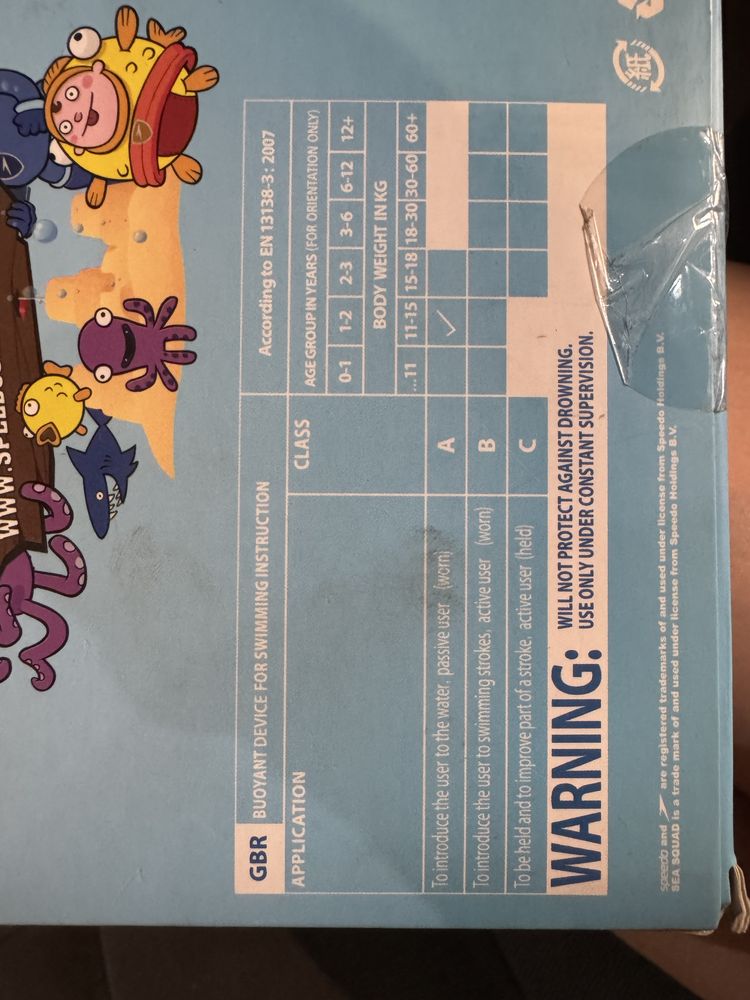 WWW.SPEEDO
GBR BUOYANT DEVICE FOR SWIMMING INSTRUCTION According to EN 13138-3: 2007
APPLICATION CLASS AGE GROUP IN YEARS (FOR ORIENTATION ONLY)
0-1 1-2 2-3 3-6 6-12 12+
BODY WEIGHT IN KG
...11 11-15 15-18 18-30 30-60 60+
To introduce the user to the water, passive user (worn) A ✓
To introduce the user to swimming strokes, active user (worn) B
To be held and to improve part of a stroke, active user (held) C
WARNING: WILL NOT PROTECT AGAINST DROWNING.
USE ONLY UNDER CONSTANT SUPERVISION.
speedo and are registered trademarks of and used under license from Speedo Holdings B.V.
SEA SQUAD is a trade mark of and used under license from Speedo Holdings B.V.
紙